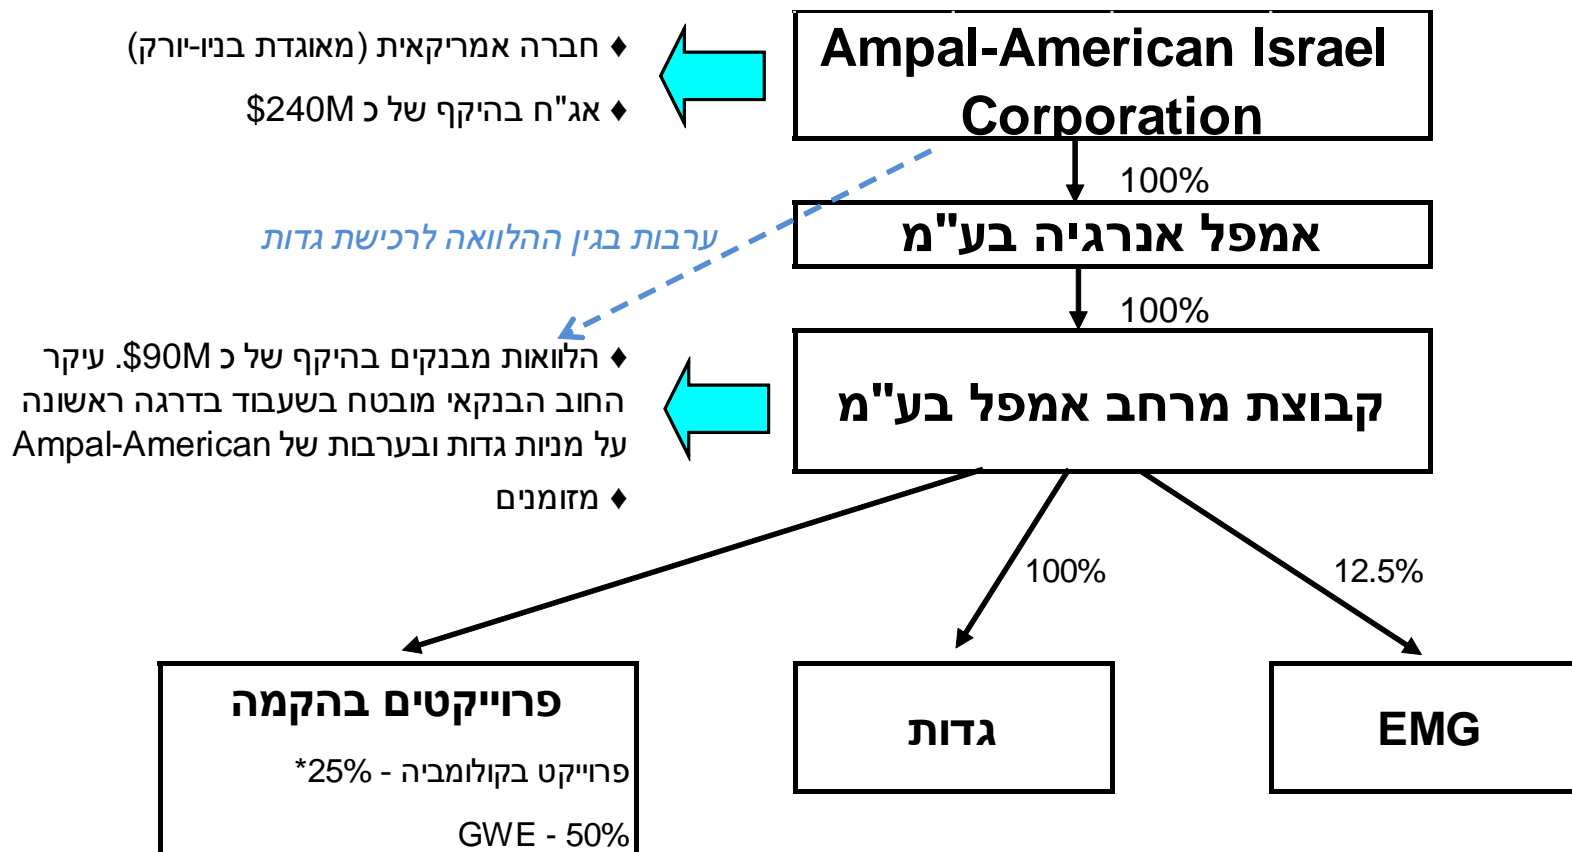 Ampal-American Israel
Corporation
♦ חברה אמריקאית (מאוגדת בניו-יורק)
♦ אג"ח בהיקף של כ $240M
100%
אמפל אנרגיה בע"מ
ערבות בגין ההלוואה לרכישת גדות
100%
קבוצת מרחב אמפל בע"מ
♦ הלוואות מבנקים בהיקף של כ $90M. עיקר
החוב הבנקאי מובטח בשעבוד בדרגה ראשונה
על מניות גדות ובערבות של Ampal-American
♦ מזומנים
12.5%
100%
EMG
גדות
פרוייקטים בהקמה
פרוייקט בקולומביה - 25%*
GWE - 50%